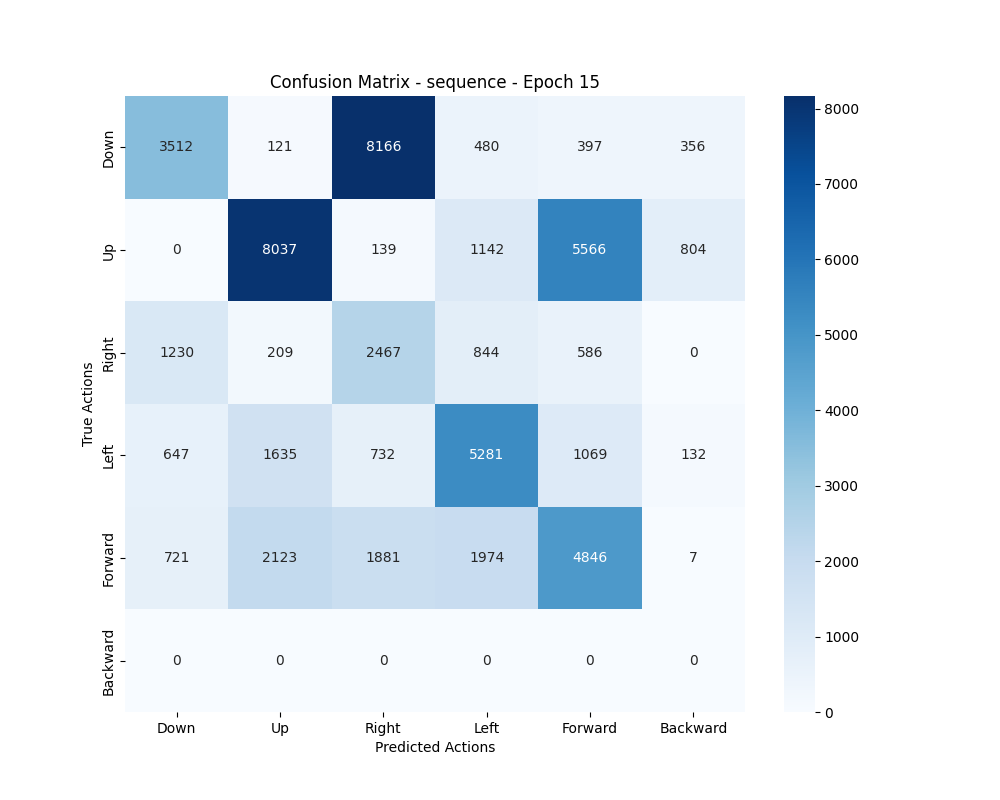 Confusion Matrix - sequence - Epoch 15
True Actions
Down 3512 121 8166 480 397 356
Up 0 8037 139 1142 5566 804
Right 1230 209 2467 844 586 0
Left 647 1635 732 5281 1069 132
Forward 721 2123 1881 1974 4846 7
Backward 0 0 0 0 0 0
Down Up Right Left Forward Backward
Predicted Actions
8000
7000
6000
5000
4000
3000
2000
1000
0